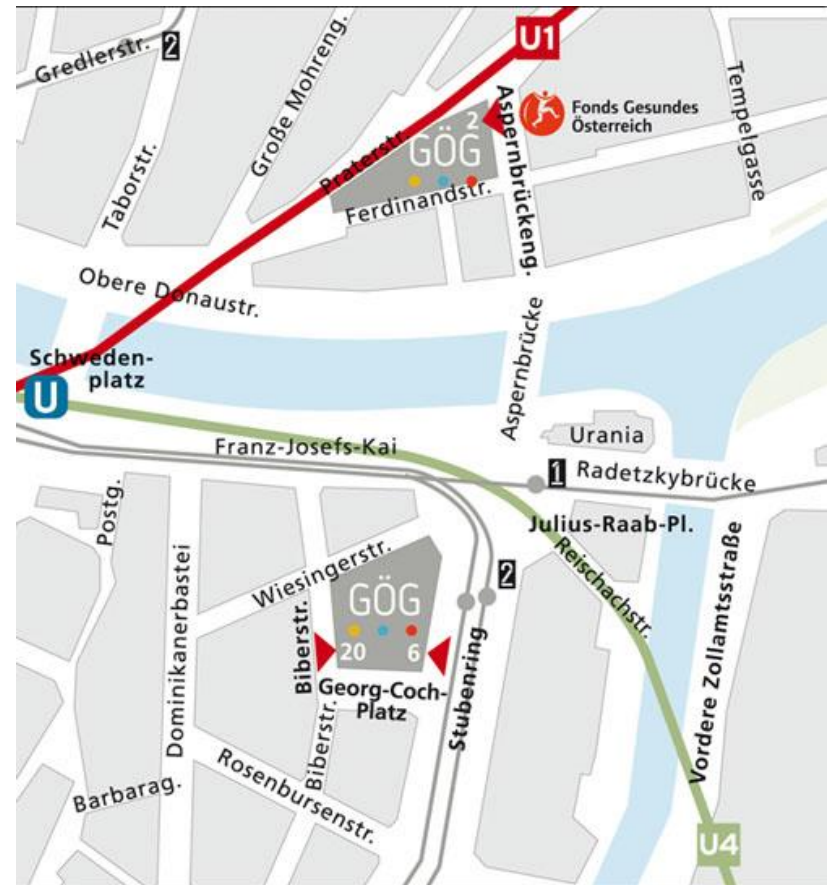 U1
Gredlerstr.
2
Große Mohreng.
Taborstr.
Praterstr.
Aspernbrückeng.
2
GÖG
Fonds Gesundes
Österreich
Tempelgasse
Ferdinandstr.
Obere Donaustr.
Schweden-
platz
U
Aspernbrücke
Urania
Franz-Josefs-Kai
1
Radetzkybrücke
Julius-Raab-Pl.
Postg.
Dominikanerbastei
Wiesingerstr.
Biberstr.
GÖG
20
6
2
Reischachstr.
Stubenring
Vordere Zollamtsstraße
Georg-Coch-
Platz
Biberstr.
Rosenbursenstr.
Barbarag.
U4